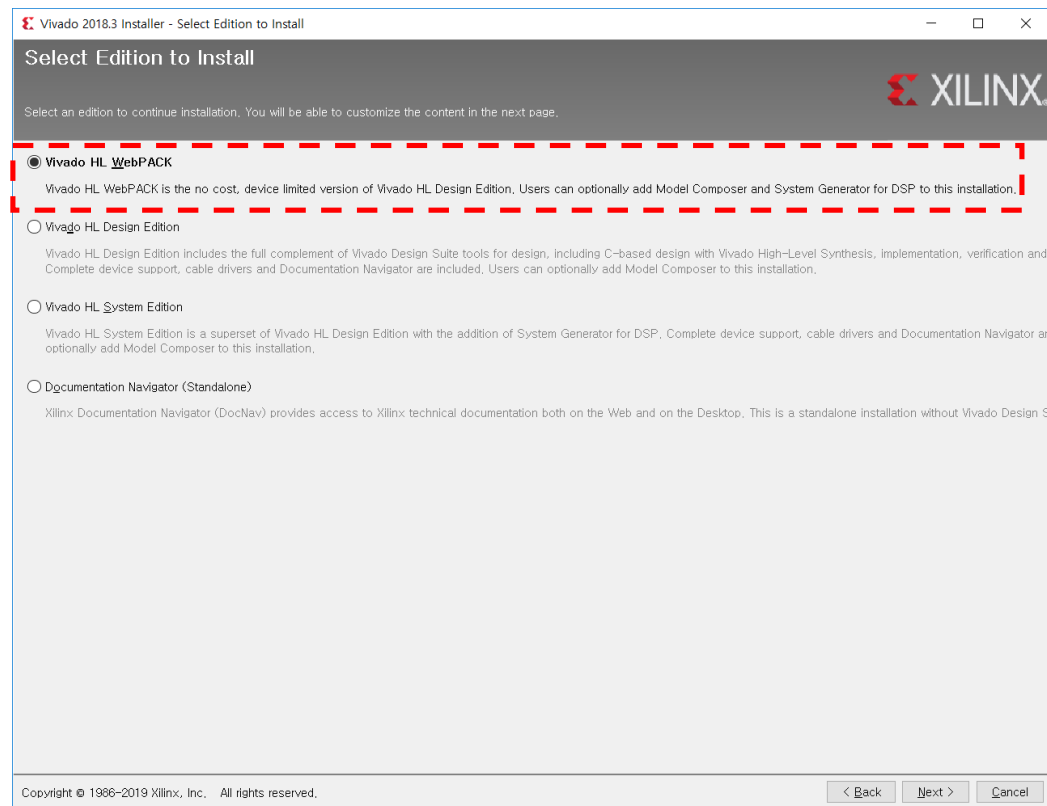 Vivado 2018.3 Installer - Select Edition to Install
Select Edition to Install
XILINX
Select an edition to continue installation. You will be able to customize the content in the next page.
Vivado HL WebPACK
Vivado HL WebPACK is the no cost, device limited version of Vivado HL Design Edition. Users can optionally add Model Composer and System Generator for DSP to this installation.
Vivado HL Design Edition
Vivado HL Design Edition includes the full complement of Vivado Design Suite tools for design, including C-based design with Vivado High-Level Synthesis, implementation, verification and
Complete device support, cable drivers and Documentation Navigator are included. Users can optionally add Model Composer to this installation.
Vivado HL System Edition
Vivado HL System Edition is a superset of Vivado HL Design Edition with the addition of System Generator for DSP. Complete device support, cable drivers and Documentation Navigator
optionally add Model Composer to this installation.
Documentation Navigator (Standalone)
Xilinx Documentation Navigator (DocNav) provides access to Xilinx technical documentation both on the Web and on the Desktop. This is a standalone installation without Vivado Design
Copyright © 1986-2019 Xilinx, Inc. All rights reserved.
< Back
Next >
Cancel